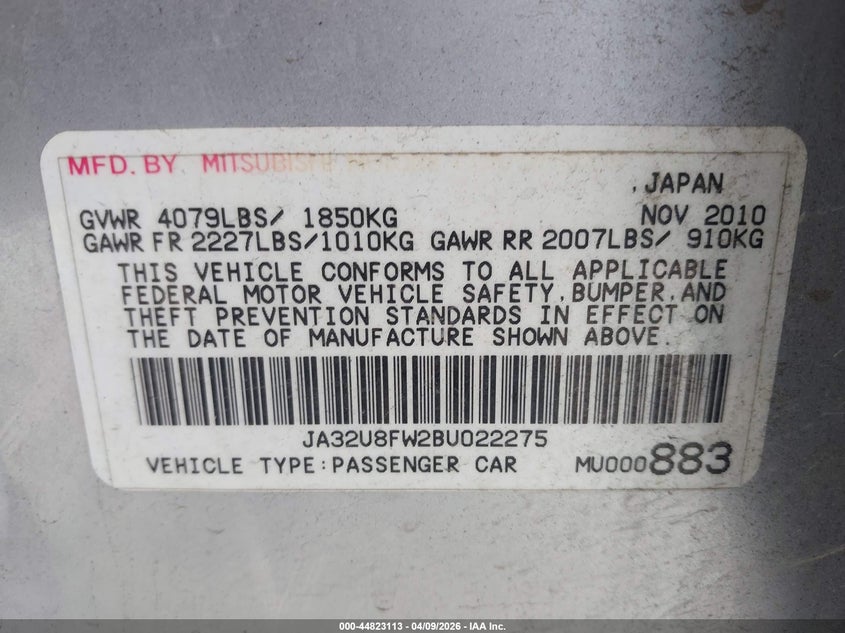 MFD. BY MITSUBISHI
, JAPAN
GVWR 4079LBS/ 1850KG NOV 2010
GAWR FR 2227LBS/1010KG GAWR RR 2007LBS/ 910KG
THIS VEHICLE CONFORMS TO ALL APPLICABLE
FEDERAL MOTOR VEHICLE SAFETY, BUMPER, AND
THEFT PREVENTION STANDARDS IN EFFECT ON
THE DATE OF MANUFACTURE SHOWN ABOVE.
JA32U8FW2BU022275
VEHICLE TYPE:PASSENGER CAR MU000883
000-44823113 - 04/09/2026 - IAA Inc.